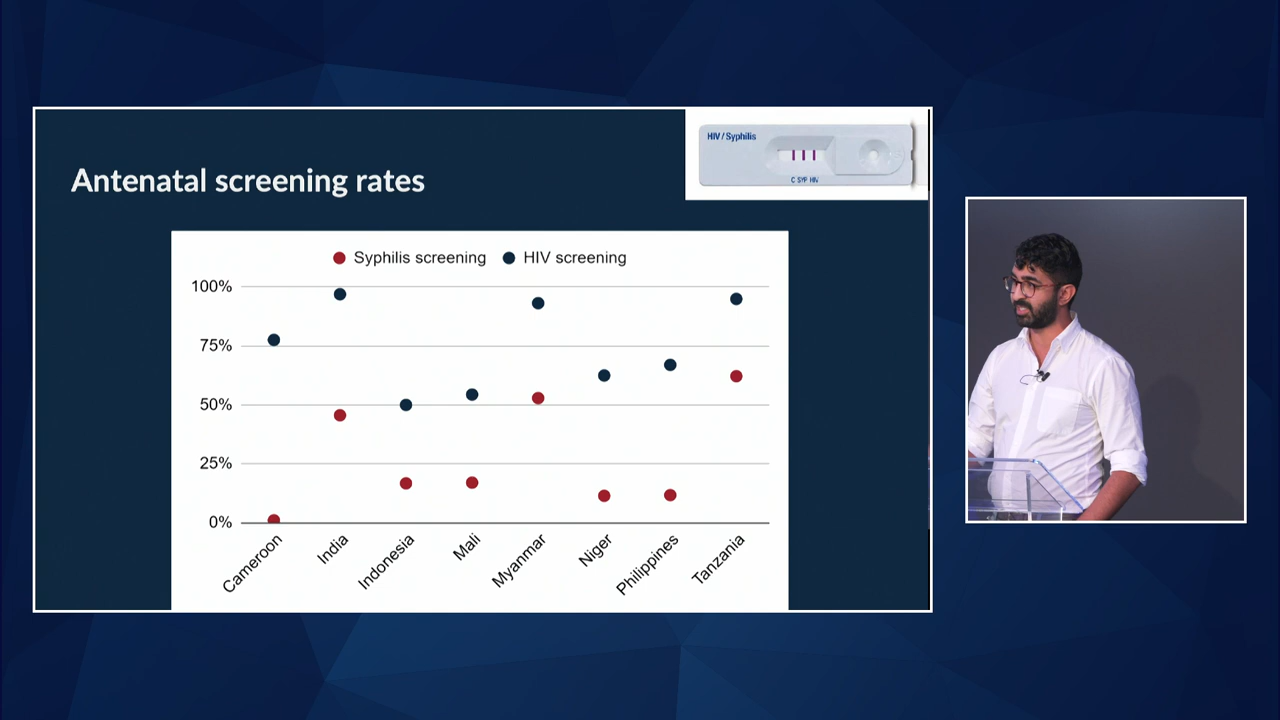 HIV / Syphilis
C SYP HIV
Antenatal screening rates
Syphilis screening HIV screening
100%
75%
50%
25%
0%
Cameroon
India
Indonesia
Mali
Myanmar
Niger
Philippines
Tanzania